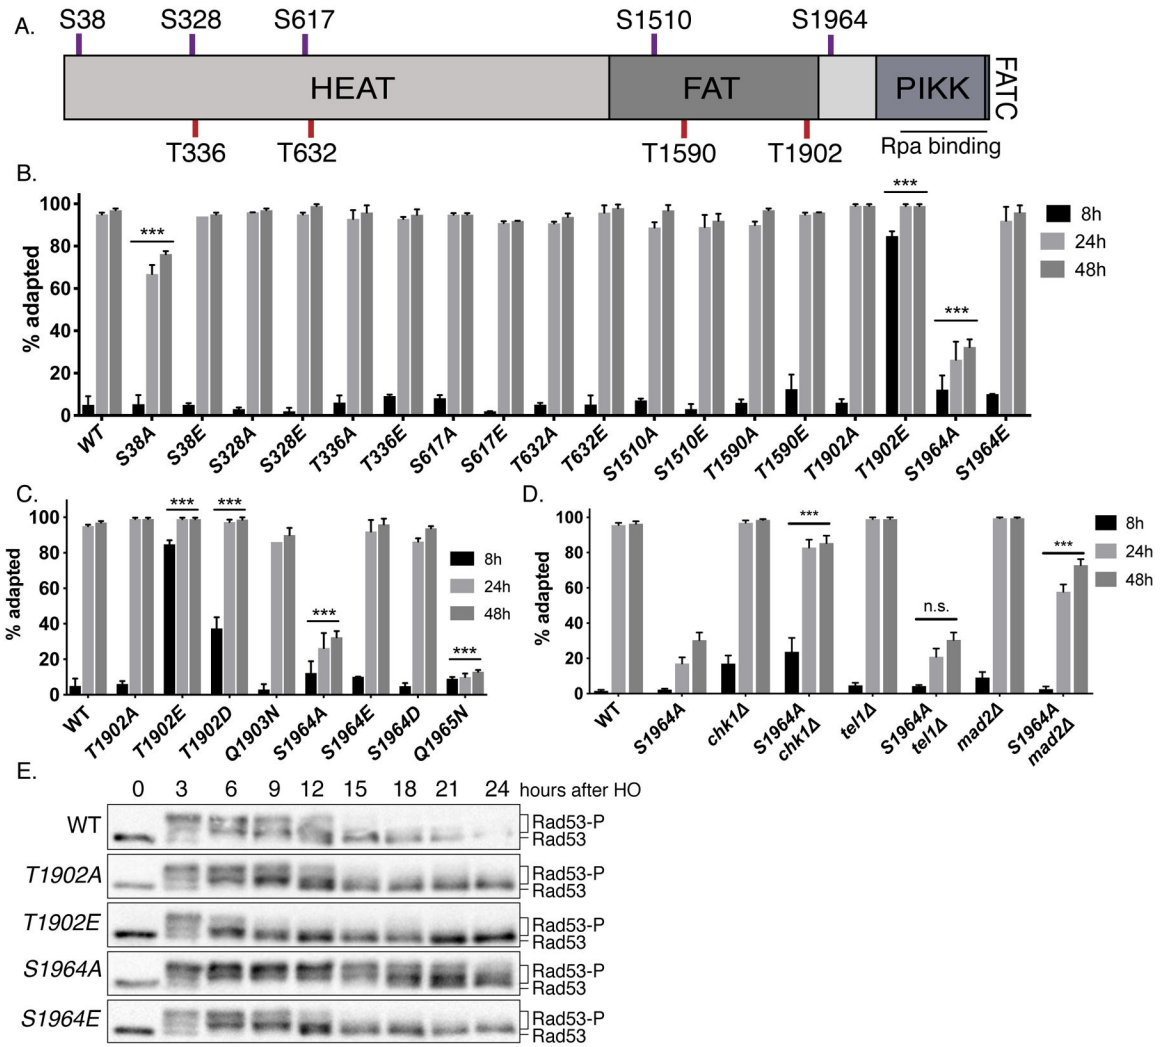 A.
S38 S328 S617 S1510 S1964
HEAT FAT PIKK FATC
T336 T632 T1590 T1902 Rpa binding
B.
% adapted
100
80
60
40
20
0
***
***
***
8h
24h
48h
WT S38A S38E S328A S328E T336A T336E S617A S617E T632A T632E S1510A S1510E T1590A T1590E T1902A T1902E S1964A S1964E
C.
% adapted
100
80
60
40
20
0
*** ***
***
***
8h
24h
48h
WT T1902A T1902E T1902D Q1903N S1964A S1964E S1964D Q1965N
D.
% adapted
100
80
60
40
20
0
***
n.s.
***
8h
24h
48h
WT S1964A chk1Δ S1964A chk1Δ tel1Δ S1964A tel1Δ mad2Δ S1964A mad2Δ
E.
0 3 6 9 12 15 18 21 24 hours after HO
WT Rad53-P
Rad53
T1902A Rad53-P
Rad53
T1902E Rad53-P
Rad53
S1964A Rad53-P
Rad53
S1964E Rad53-P
Rad53